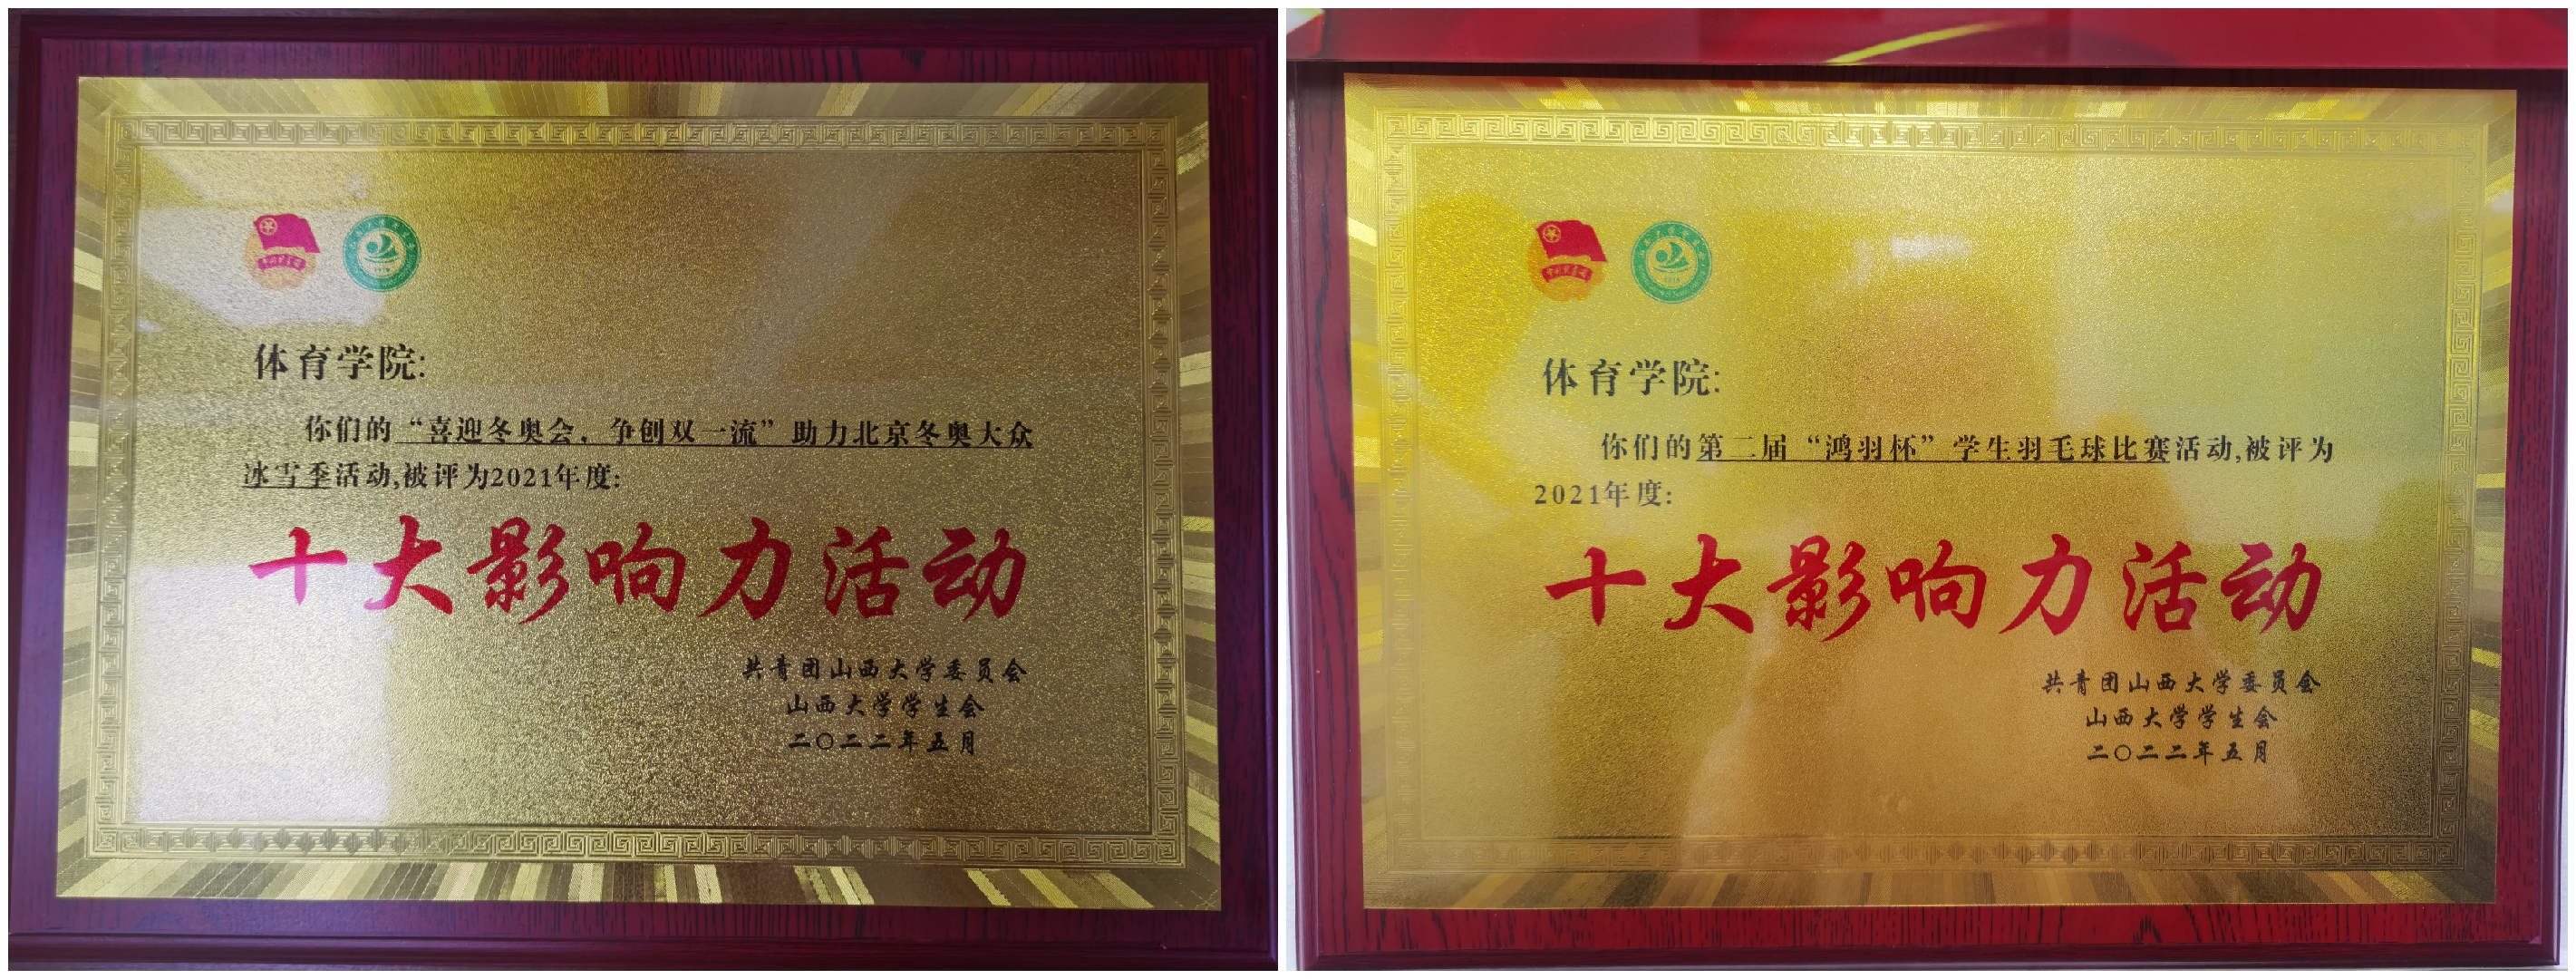 体育学院:
你们的“喜迎冬奥会，争创双一流”助力北京冬奥大众
冰雪季活动,被评为2021年度:
十大影响力活动
共青团山西大学委员会
山西大学学生会
二〇二二年五月
体育学院:
你们的第二届“鸿羽杯”学生羽毛球比赛活动,被评为
2021年度:
十大影响力活动
共青团山西大学委员会
山西大学学生会
二〇二二年五月